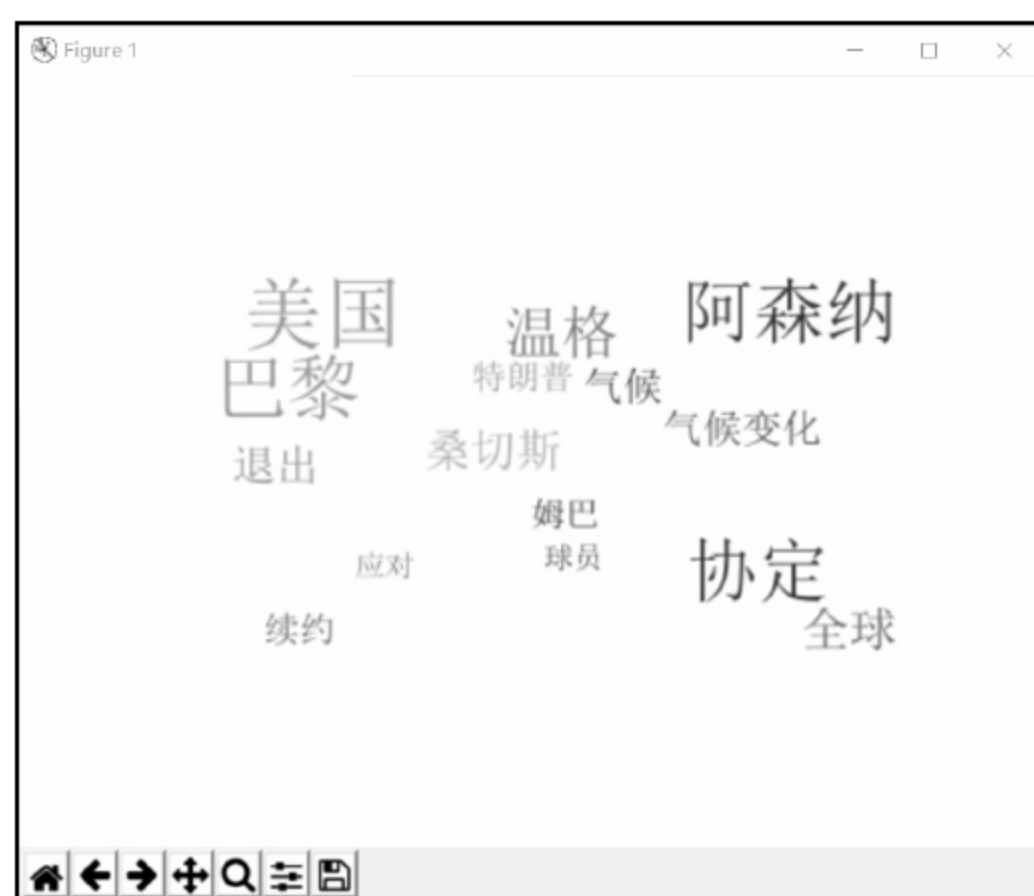 Figure 1
美国
温格
阿森纳
巴黎
特朗普
气候
气候变化
退出
桑切斯
姆巴
球员
应对
协定
续约
全球